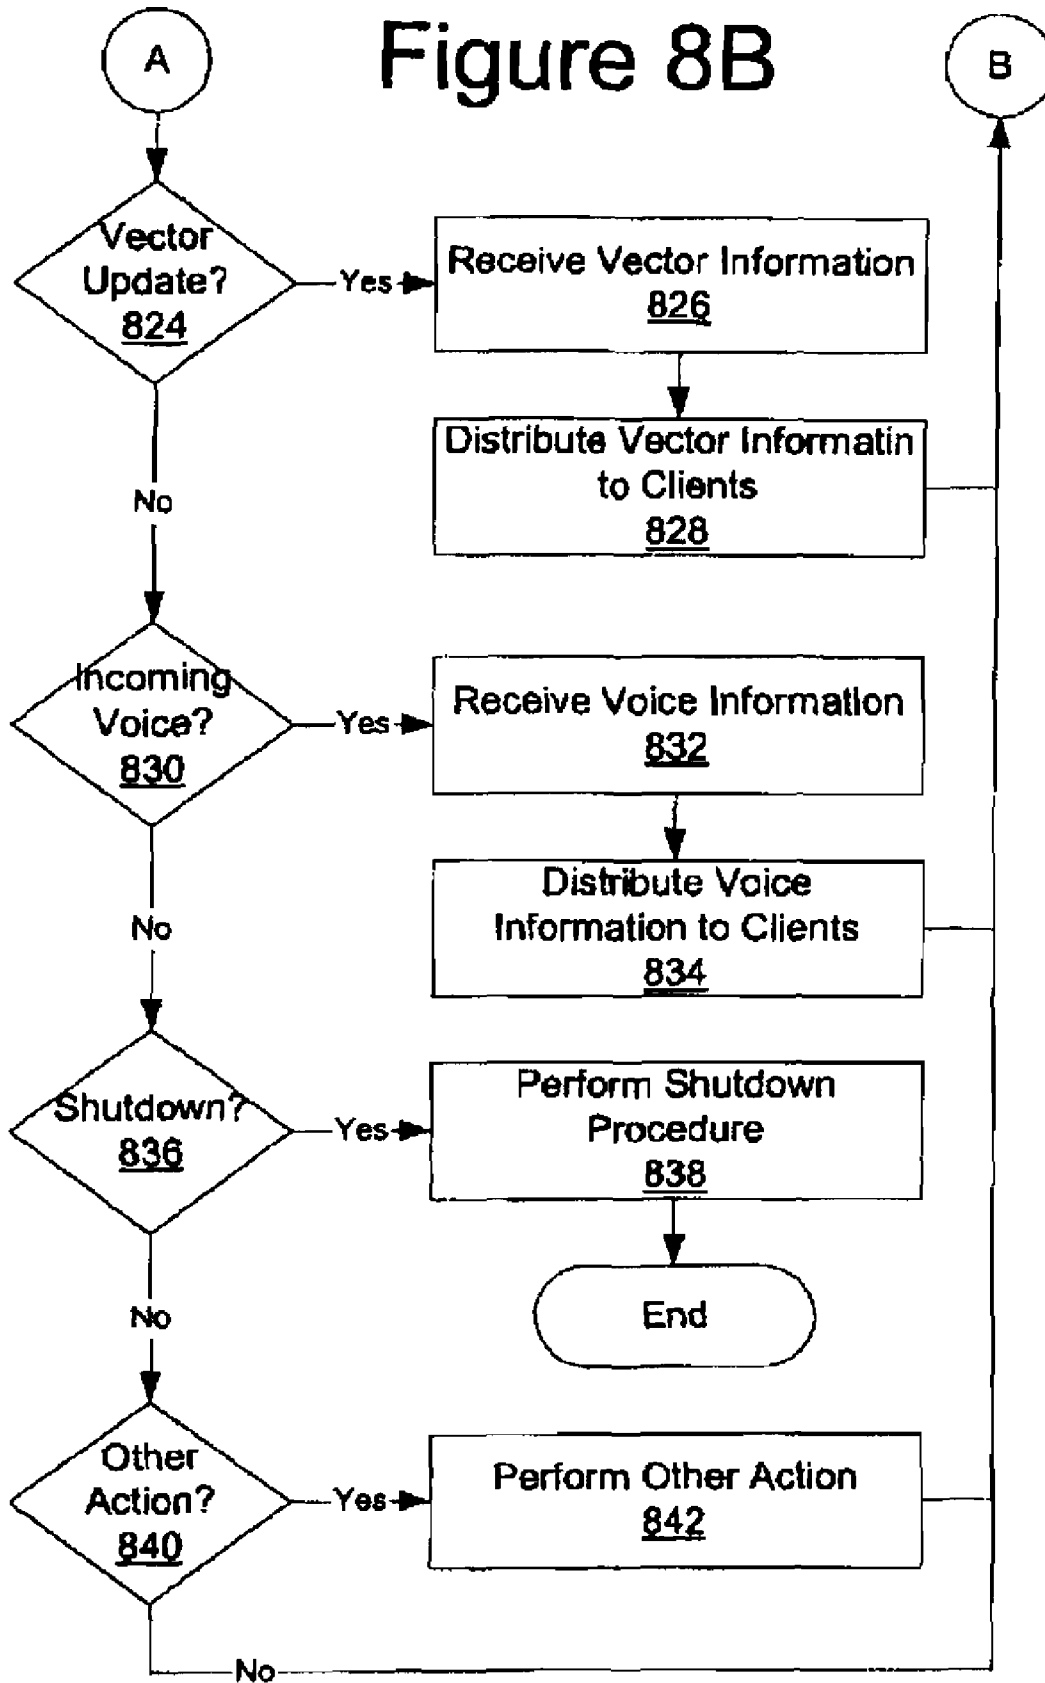 Figure 8B
A
B
Vector
Update?
824
Yes
Receive Vector Information
826
Distribute Vector Informatin
to Clients
828
No
Incoming
Voice?
830
Yes
Receive Voice Information
832
Distribute Voice
Information to Clients
834
No
Shutdown?
836
Yes
Perform Shutdown
Procedure
838
End
No
Other
Action?
840
Yes
Perform Other Action
842
No